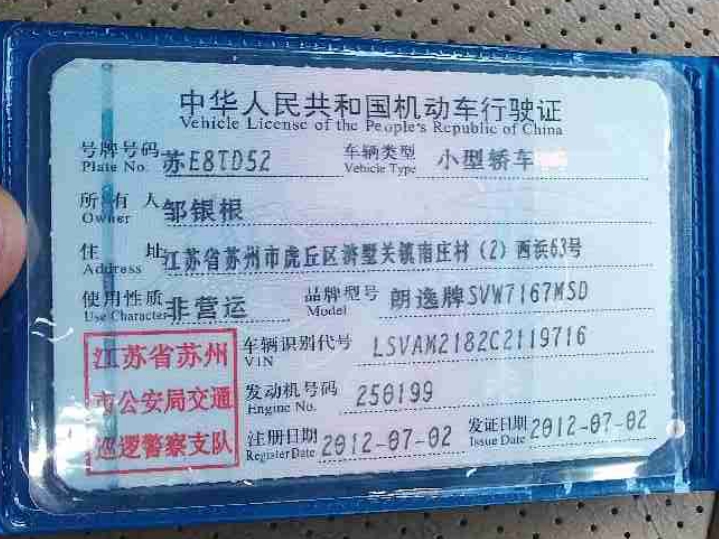 中华人民共和国机动车行驶证
Vehicle License of the People's Republic of China
号牌号码 苏E8TD52 车辆类型 小型轿车
Plate No. Vehicle Type
所有人 邹银根
Owner
住址 江苏省苏州市虎丘区浒墅关镇南庄村(2)西浜63号
Address
使用性质 非营运 品牌型号 朗逸牌SVW7167MSD
Use Character Model
江苏省苏州 车辆识别代号 LSVAM2182C2119716
VIN
市公安局交通 发动机号码 250199
Engine No.
巡逻警察支队 注册日期 2012-07-02 发证日期 2012-07-02
Register Date Issue Date